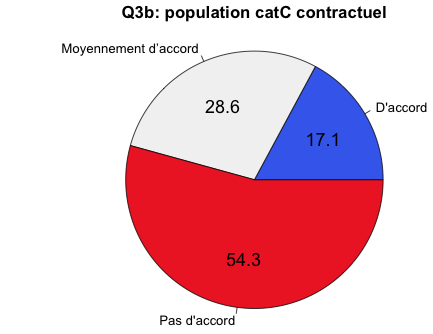 Q3b: population catC contractuel
Moyennement d'accord
D'accord
28.6
17.1
54.3
Pas d'accord